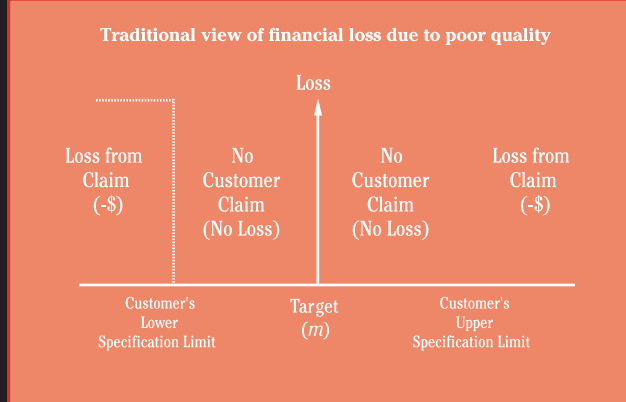 Traditional view of financial loss due to poor quality
Loss
Loss from
Claim
(-$)
No
Customer
Claim
(No Loss)
No
Customer
Claim
(No Loss)
Loss from
Claim
(-$)
Customer's
Lower
Specification Limit
Target
(m)
Customer's
Upper
Specification Limit